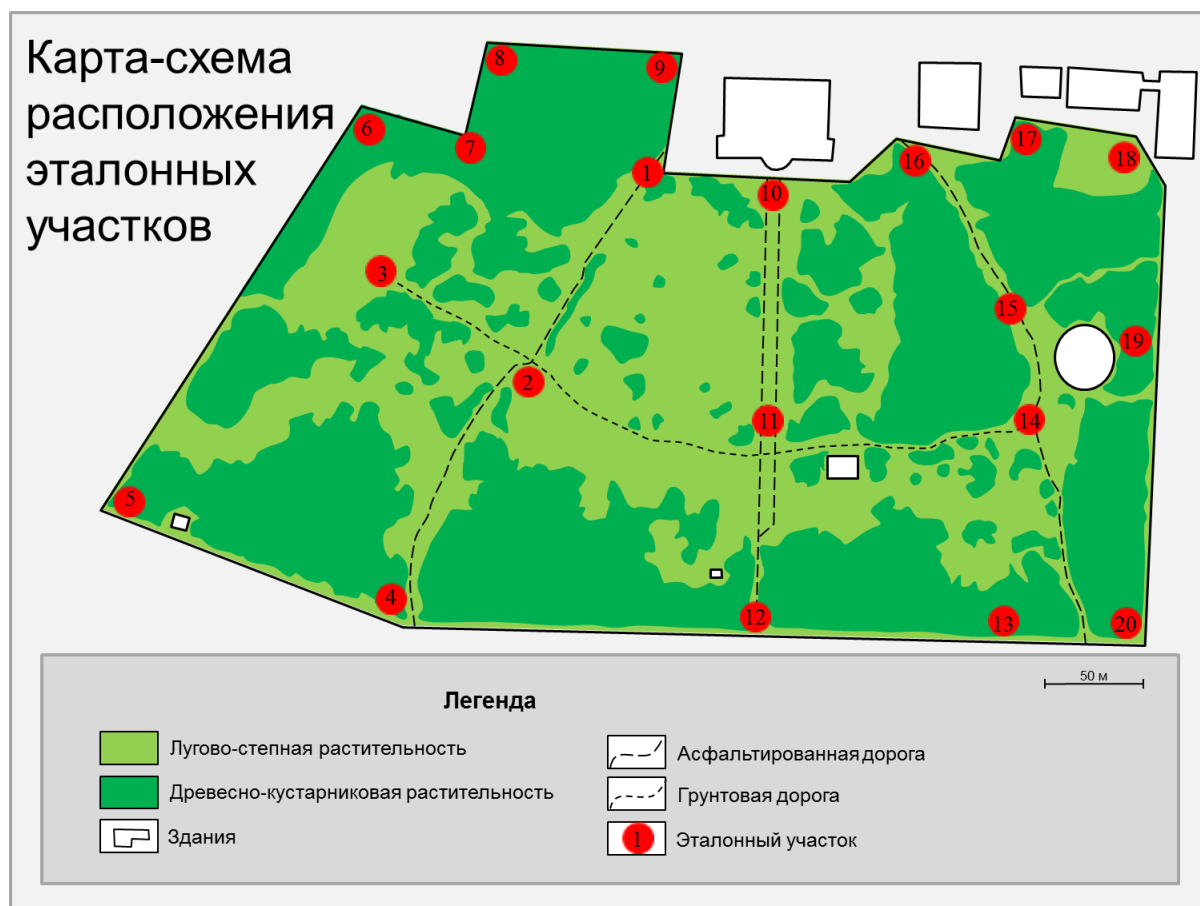 Карта-схема
расположения
эталонных
участков
8
9
6
7
1
10
16
17
18
3
15
19
2
11
14
5
4
12
13
20
50 м
Легенда
Лугово-степная растительность
Древесно-кустарниковая растительность
Здания
Асфальтированная дорога
Грунтовая дорога
1
Эталонный участок